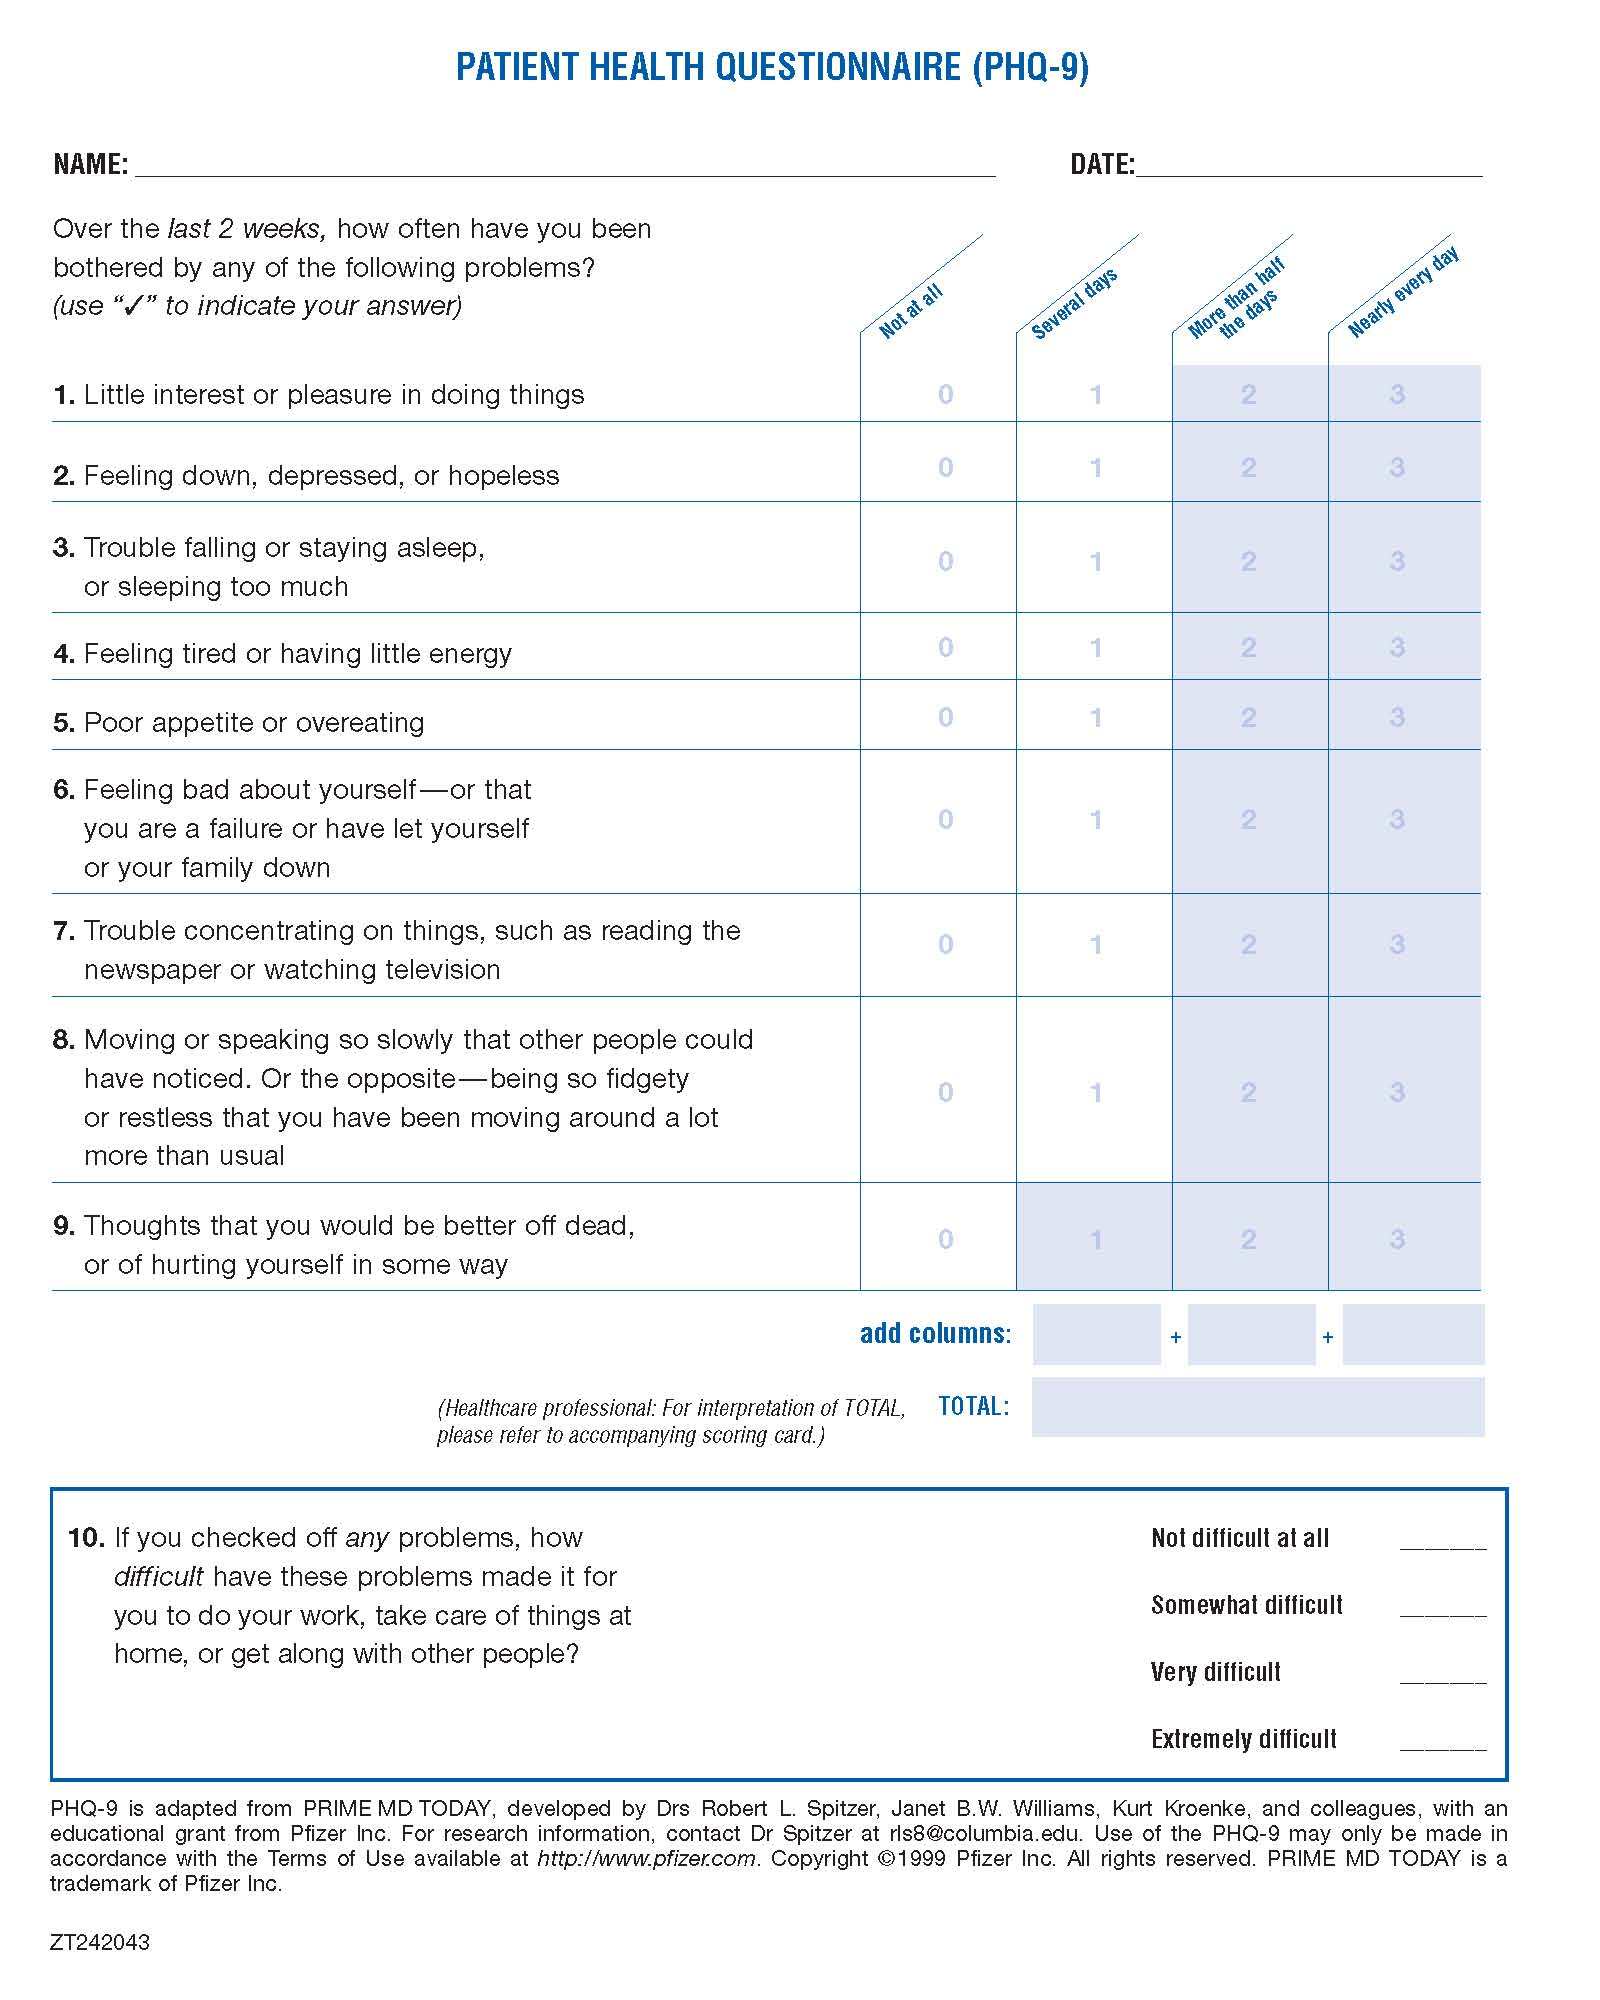 PATIENT HEALTH QUESTIONNAIRE (PHQ-9)
NAME: ______________________ DATE:______________________
Over the last 2 weeks, how often have you been
bothered by any of the following problems?
(use “✓” to indicate your answer)
Not at all
Several days
More than half
the days
Nearly every day
1. Little interest or pleasure in doing things 0 1 2 3
2. Feeling down, depressed, or hopeless 0 1 2 3
3. Trouble falling or staying asleep,
or sleeping too much 0 1 2 3
4. Feeling tired or having little energy 0 1 2 3
5. Poor appetite or overeating 0 1 2 3
6. Feeling bad about yourself—or that
you are a failure or have let yourself 0 1 2 3
or your family down
7. Trouble concentrating on things, such as reading the
newspaper or watching television 0 1 2 3
8. Moving or speaking so slowly that other people could
have noticed. Or the opposite—being so fidgety 0 1 2 3
or restless that you have been moving around a lot
more than usual
9. Thoughts that you would be better off dead,
or of hurting yourself in some way 0 1 2 3
add columns: + +
(Healthcare professional: For interpretation of TOTAL, TOTAL:
please refer to accompanying scoring card.)
10. If you checked off any problems, how
difficult have these problems made it for
you to do your work, take care of things at
home, or get along with other people?
Not difficult at all _______
Somewhat difficult _______
Very difficult _______
Extremely difficult _______
PHQ-9 is adapted from PRIME MD TODAY, developed by Drs Robert L. Spitzer, Janet B.W. Williams, Kurt Kroenke, and colleagues, with an
educational grant from Pfizer Inc. For research information, contact Dr Spitzer at rls8@columbia.edu. Use of the PHQ-9 may only be made in
accordance with the Terms of Use available at http://www.pfizer.com. Copyright ©1999 Pfizer Inc. All rights reserved. PRIME MD TODAY is a
trademark of Pfizer Inc.
ZT242043